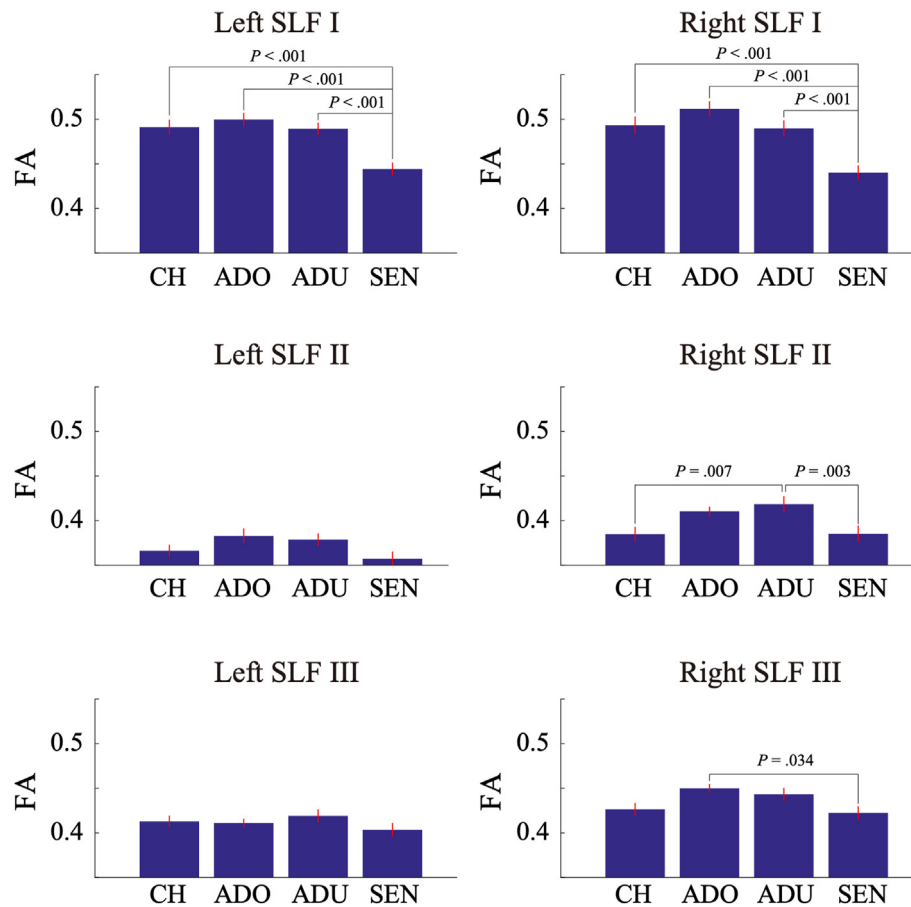 Left SLF I
P < .001
P < .001
P < .001
0.5
0.4
FA
CH ADO ADU SEN
Right SLF I
P < .001
P < .001
P < .001
0.5
0.4
FA
CH ADO ADU SEN
Left SLF II
0.5
0.4
FA
CH ADO ADU SEN
Right SLF II
P = .007 P = .003
0.5
0.4
FA
CH ADO ADU SEN
Left SLF III
0.5
0.4
FA
CH ADO ADU SEN
Right SLF III
P = .034
0.5
0.4
FA
CH ADO ADU SEN